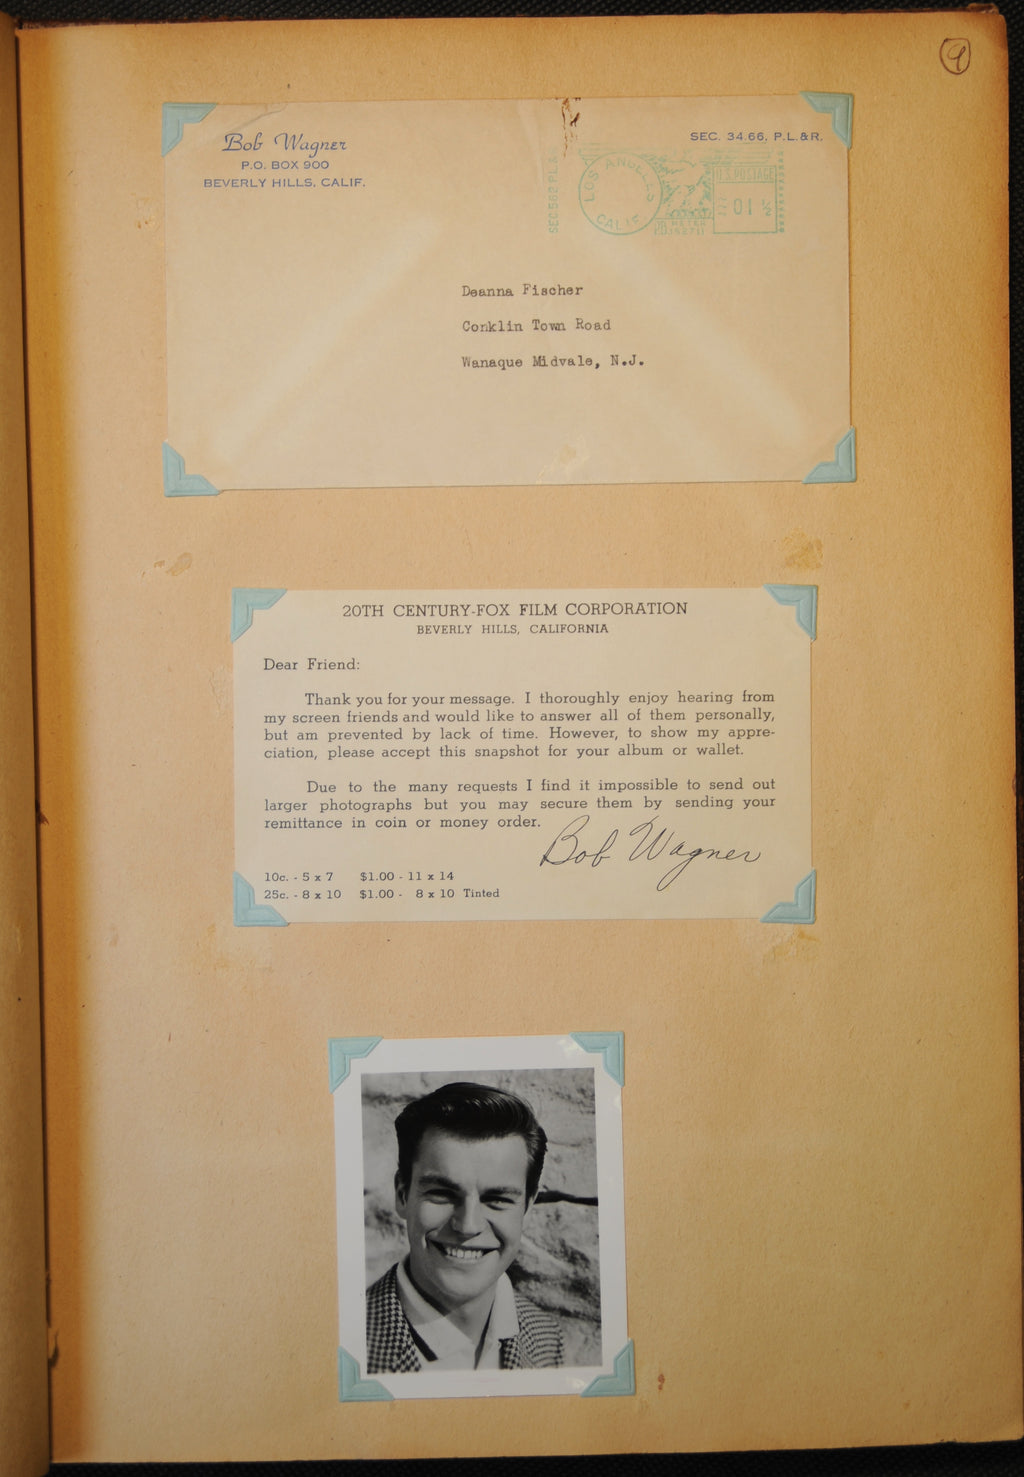 9
Bob Wagner
P.O. BOX 900
BEVERLY HILLS, CALIF.
SEC. 34.66, P.L.&R.
SEC 562 P.L.&
LOS ANGELES
CALIF.
U.S. POSTAGE
01 1/2
METER
Deanna Fischer
Conklin Town Road
Wanaque Midvale, N.J.
20TH CENTURY-FOX FILM CORPORATION
BEVERLY HILLS, CALIFORNIA
Dear Friend:
Thank you for your message. I thoroughly enjoy hearing from
my screen friends and would like to answer all of them personally,
but am prevented by lack of time. However, to show my appre-
ciation, please accept this snapshot for your album or wallet.
Due to the many requests I find it impossible to send out
larger photographs but you may secure them by sending your
remittance in coin or money order.
Bob Wagner
10c. - 5 x 7 $1.00 - 11 x 14
25c. - 8 x 10 $1.00 - 8 x 10 Tinted